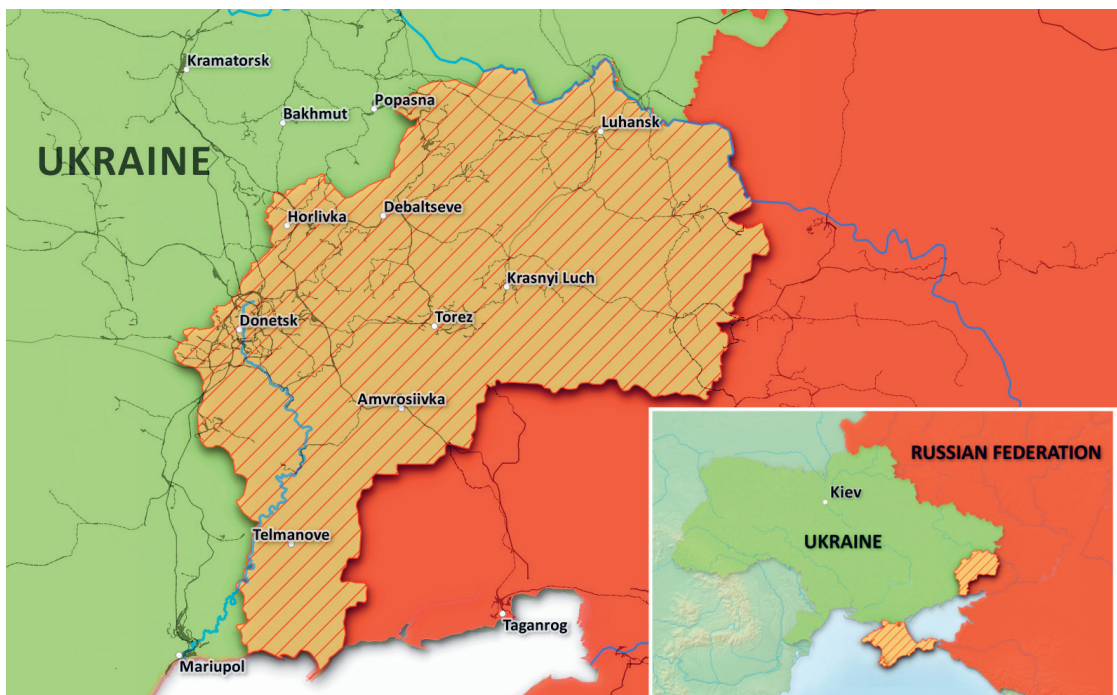 Kramatorsk
Popasna
Bakhmut
Luhansk
UKRAINE
Debaltseve
Horlivka
Krasnyi Luch
Donetsk
Torez
Amvrosiivka
Telmanove
Taganrog
Mariupol
RUSSIAN FEDERATION
Kiev
UKRAINE